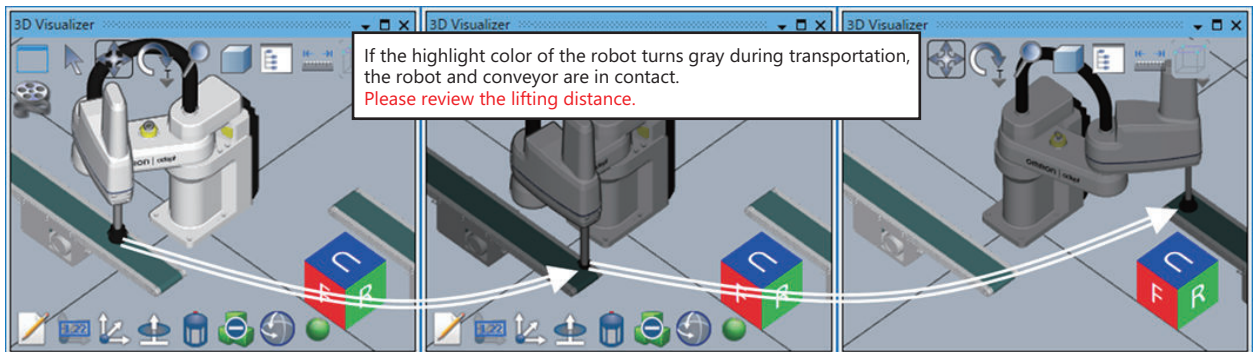 3D Visualizer
3D Visualizer
3D Visualizer
If the highlight color of the robot turns gray during transportation,
the robot and conveyor are in contact.
Please review the lifting distance.
omron | adept
F R
F R
F R